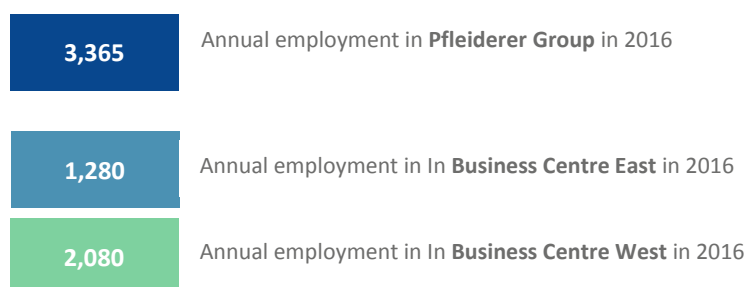 3,365 Annual employment in Pfleiderer Group in 2016
1,280 Annual employment in In Business Centre East in 2016
2,080 Annual employment in In Business Centre West in 2016